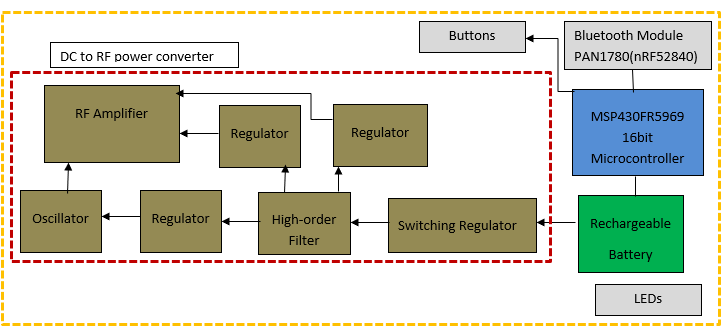 Buttons
Bluetooth Module
PAN1780(nRF52840)
DC to RF power converter
RF Amplifier
Regulator
Regulator
MSP430FR5969
16bit
Microcontroller
Oscillator
Regulator
High-order
Filter
Switching Regulator
Rechargeable
Battery
LEDs